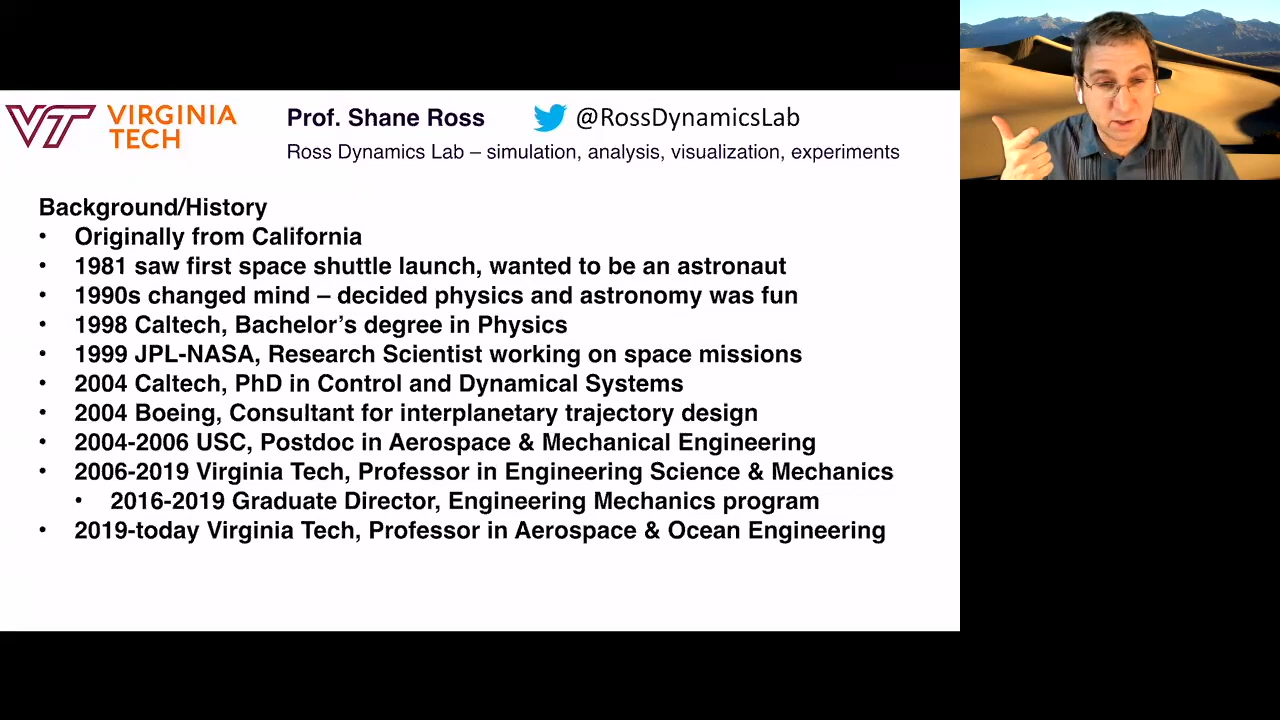 VT VIRGINIA
TECH
Prof. Shane Ross @RossDynamicsLab
Ross Dynamics Lab – simulation, analysis, visualization, experiments
Background/History
• Originally from California
• 1981 saw first space shuttle launch, wanted to be an astronaut
• 1990s changed mind – decided physics and astronomy was fun
• 1998 Caltech, Bachelor’s degree in Physics
• 1999 JPL-NASA, Research Scientist working on space missions
• 2004 Caltech, PhD in Control and Dynamical Systems
• 2004 Boeing, Consultant for interplanetary trajectory design
• 2004-2006 USC, Postdoc in Aerospace & Mechanical Engineering
• 2006-2019 Virginia Tech, Professor in Engineering Science & Mechanics
• 2016-2019 Graduate Director, Engineering Mechanics program
• 2019-today Virginia Tech, Professor in Aerospace & Ocean Engineering